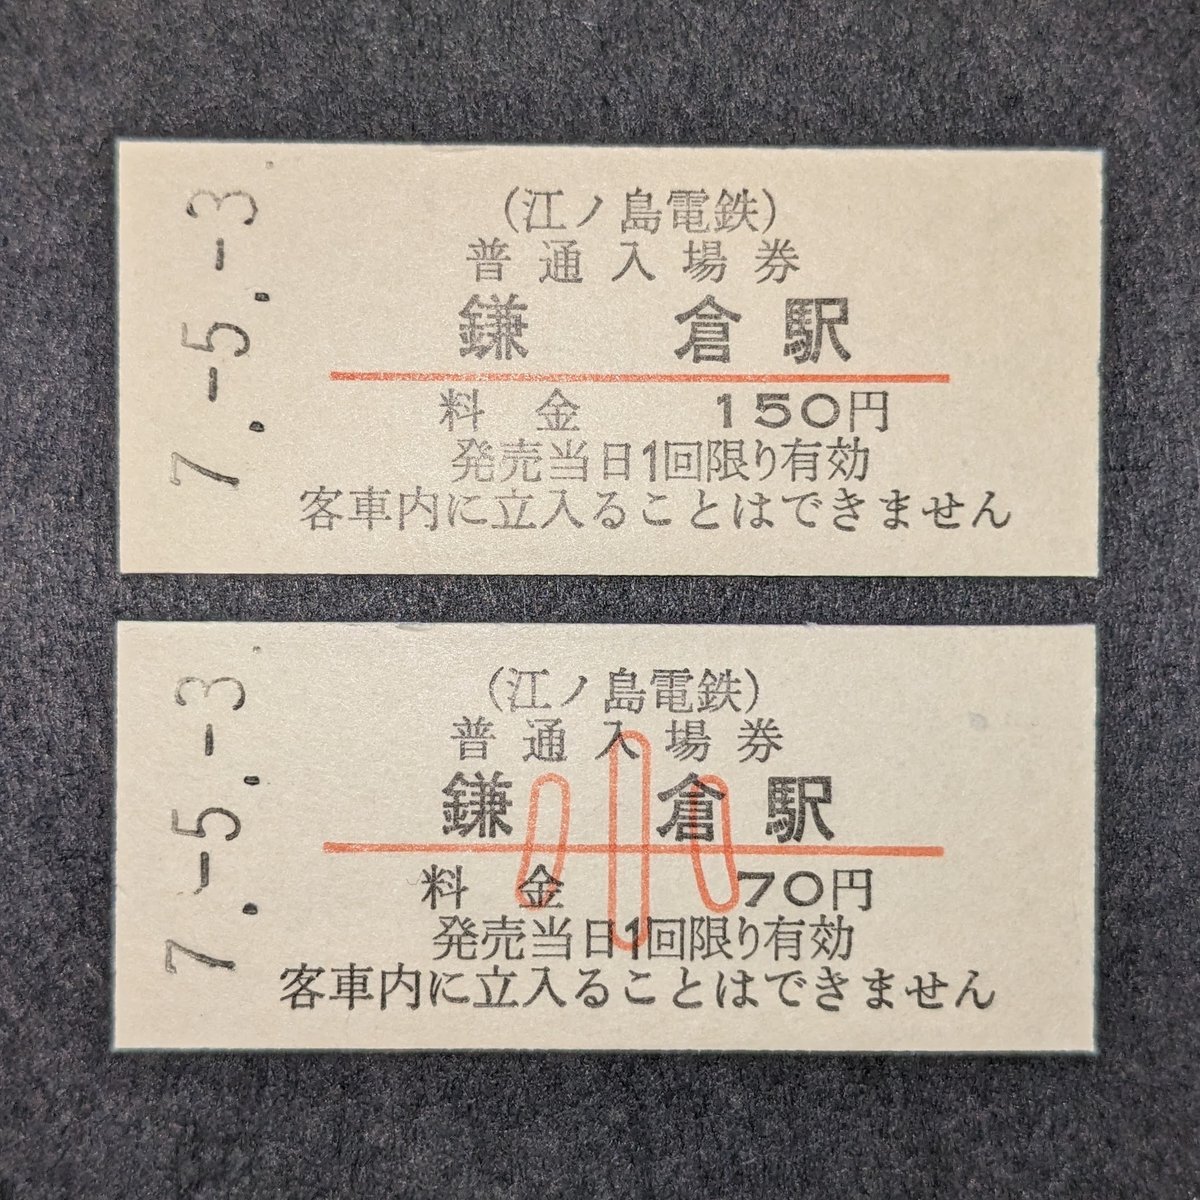 7.-5.-3.
(江ノ島電鉄)
普通入場券
鎌倉駅
料金 150円
発売当日1回限り有効
客車内に立入ることはできません
7.-5.-3.
(江ノ島電鉄)
普通入場券
鎌倉駅
小
料金 70円
発売当日1回限り有効
客車内に立入ることはできません